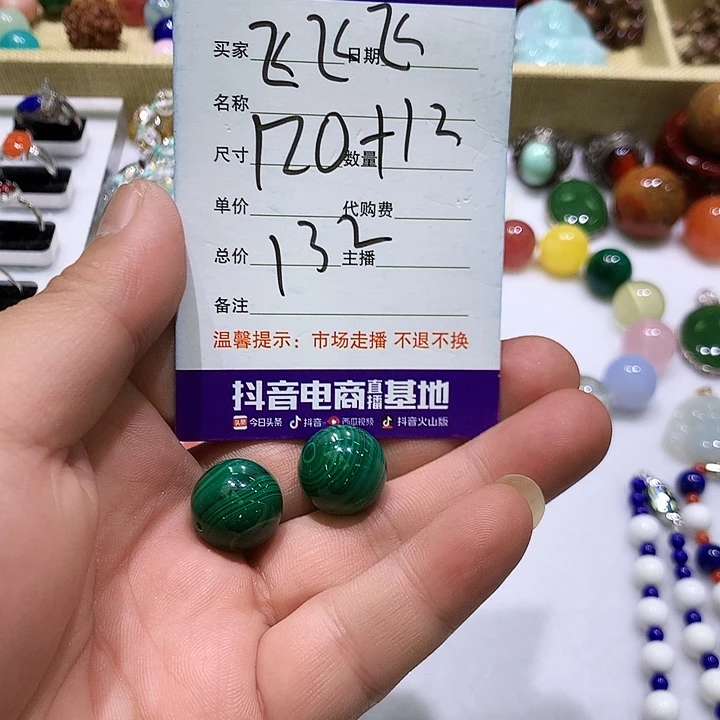 买家 日期
名称
120+12
尺寸 数量
单价 代购费
总价 132 主播
备注
温馨提示：市场走播 不退不换
抖音电商直播基地
头条 今日头条 抖音 西瓜视频 抖音火山版